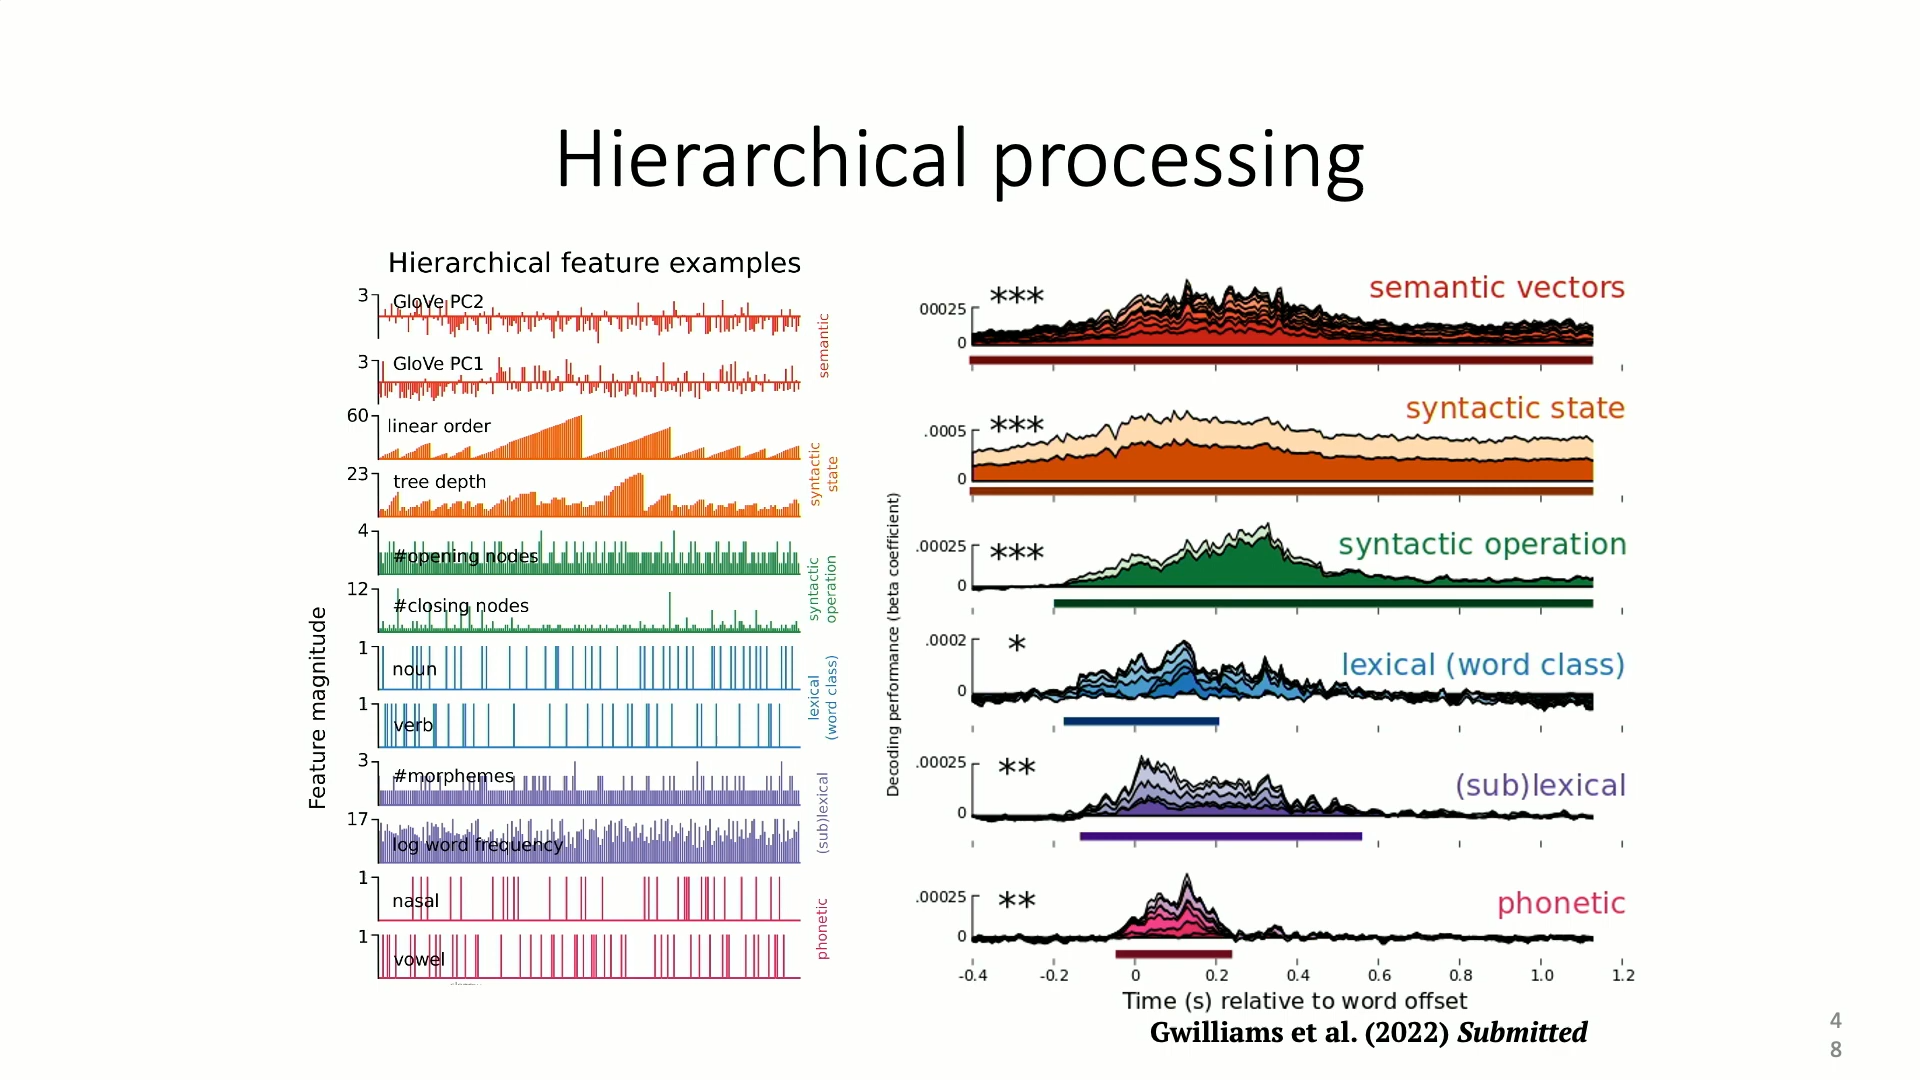 Hierarchical processing
Hierarchical feature examples
3
GloVe PC2
3
GloVe PC1
semantic
60
linear order
23
tree depth
syntactic
state
4
#opening nodes
12
#closing nodes
syntactic
operation
1
noun
1
verb
lexical
(word class)
3
#morphemes
17
log word frequency
(sub)lexical
1
nasal
1
vowel
phonetic
Feature magnitude
Decoding performance (beta coefficient)
semantic vectors
***
00025
0
syntactic state
***
.0005
0
syntactic operation
***
.00025
0
lexical (word class)
*
.0002
0
(sub)lexical
**
.00025
0
phonetic
**
.00025
0
-0.4 -0.2 0 0.2 0.4 0.6 0.8 1.0 1.2
Time (s) relative to word offset
Gwilliams et al. (2022) Submitted
4
8